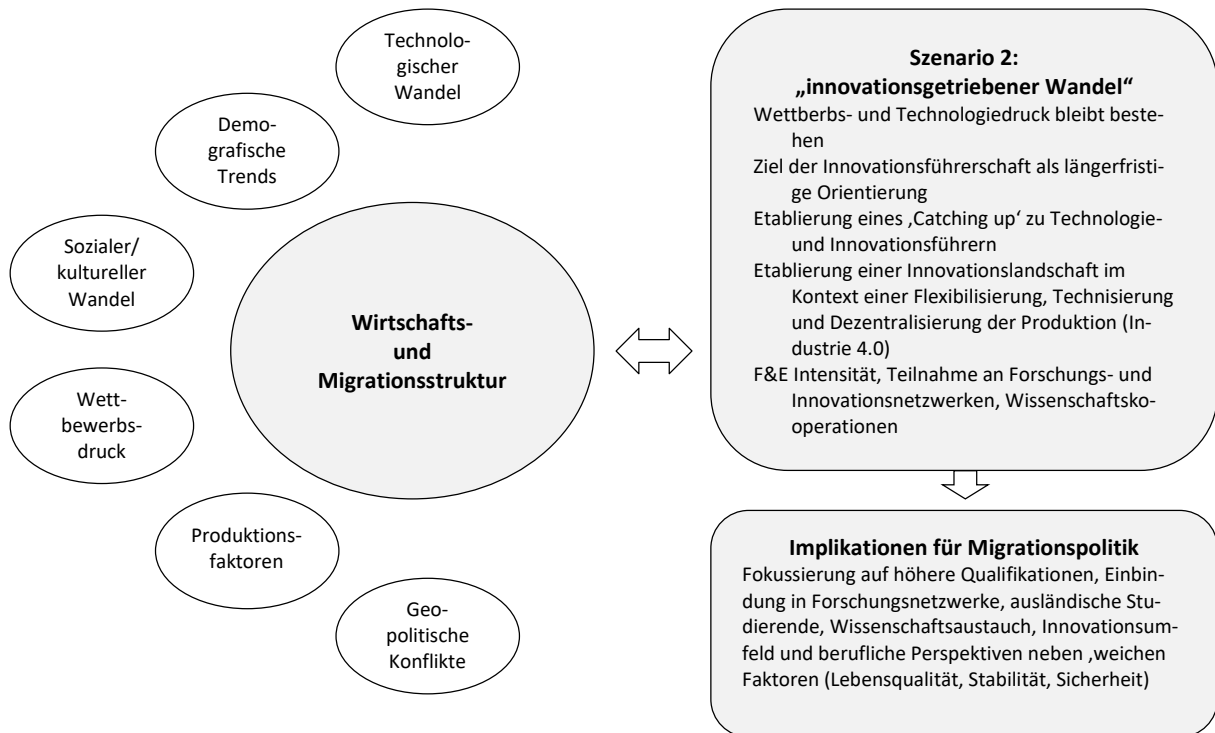 Technolo-
gischer
Wandel
Demo-
grafische
Trends
Sozialer/
kultureller
Wandel
Wett-
bewerbs-
druck
Produktions-
faktoren
Geo-
politische
Konflikte
Wirtschafts-
und
Migrationsstruktur
Szenario 2:
„innovationsgetriebener Wandel“
Wettberbs- und Technologiedruck bleibt beste-
hen
Ziel der Innovationsführerschaft als längerfristi-
ge Orientierung
Etablierung eines ‚Catching up‘ zu Technologie-
und Innovationsführern
Etablierung einer Innovationslandschaft im
Kontext einer Flexibilisierung, Technisierung
und Dezentralisierung der Produktion (In-
dustrie 4.0)
F&E Intensität, Teilnahme an Forschungs- und
Innovationsnetzwerken, Wissenschaftsko-
operationen
Implikationen für Migrationspolitik
Fokussierung auf höhere Qualifikationen, Einbin-
dung in Forschungsnetzwerke, ausländische Stu-
dierende, Wissenschaftsaustauch, Innovationsum-
feld und berufliche Perspektiven neben ‚weichen
Faktoren (Lebensqualität, Stabilität, Sicherheit)